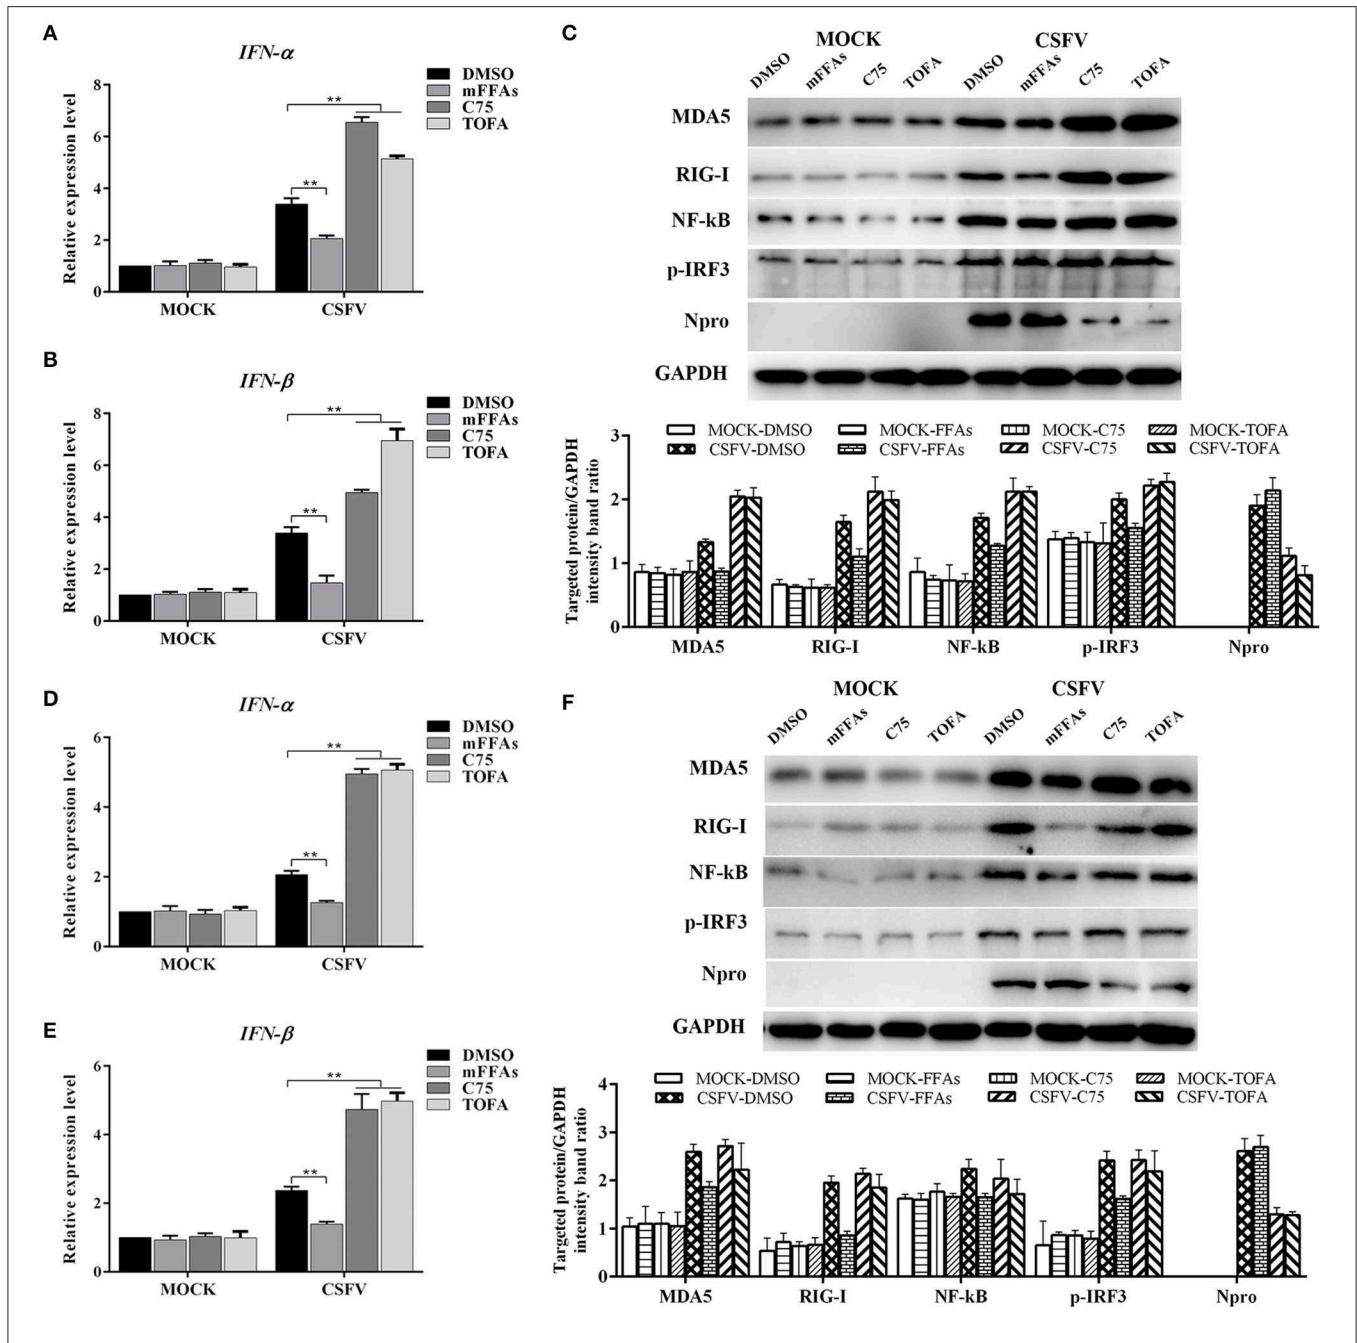 A
IFN-α
DMSO
mFFAs
C75
TOFA
Relative expression level
8
6
4
2
0
**
**
MOCK
CSFV
B
IFN-β
DMSO
mFFAs
C75
TOFA
Relative expression level
8
6
4
2
0
**
**
MOCK
CSFV
C
MOCK
CSFV
DMSO
mFFAs
C75
TOFA
DMSO
mFFAs
C75
TOFA
MDA5
RIG-I
NF-kB
p-IRF3
Npro
GAPDH
MOCK-DMSO
MOCK-FFAs
MOCK-C75
MOCK-TOFA
CSFV-DMSO
CSFV-FFAs
CSFV-C75
CSFV-TOFA
Targeted protein/GAPDH
intensity band ratio
3
2
1
0
MDA5
RIG-I
NF-kB
p-IRF3
Npro
D
IFN-α
DMSO
mFFAs
C75
TOFA
Relative expression level
6
4
2
0
**
**
MOCK
CSFV
E
IFN-β
DMSO
mFFAs
C75
TOFA
Relative expression level
6
4
2
0
**
**
MOCK
CSFV
F
MOCK
CSFV
DMSO
mFFAs
C75
TOFA
DMSO
mFFAs
C75
TOFA
MDA5
RIG-I
NF-kB
p-IRF3
Npro
GAPDH
MOCK-DMSO
MOCK-FFAs
MOCK-C75
MOCK-TOFA
CSFV-DMSO
CSFV-FFAs
CSFV-C75
CSFV-TOFA
Targeted protein/GAPDH
intensity band ratio
4
3
2
1
0
MDA5
RIG-I
NF-kB
p-IRF3
Npro